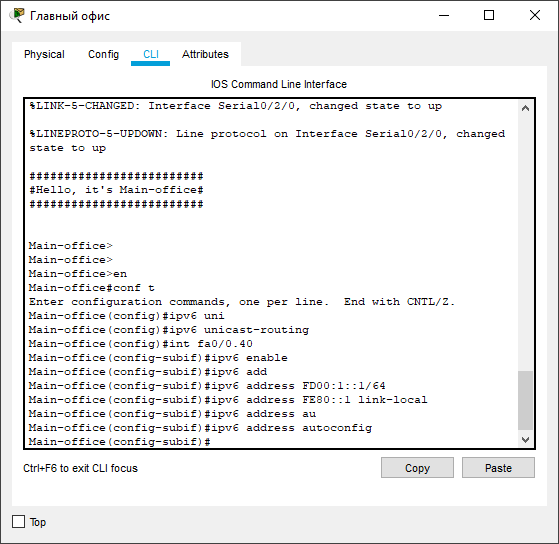 Главный офис
Physical Config CLI Attributes
IOS Command Line Interface
%LINK-5-CHANGED: Interface Serial0/2/0, changed state to up
%LINEPROTO-5-UPDOWN: Line protocol on Interface Serial0/2/0, changed
state to up
#########################
#Hello, it's Main-office#
#########################
Main-office>
Main-office>
Main-office>en
Main-office#conf t
Enter configuration commands, one per line.  End with CNTL/Z.
Main-office(config)#ipv6 uni
Main-office(config)#ipv6 unicast-routing
Main-office(config)#int fa0/0.40
Main-office(config-subif)#ipv6 enable
Main-office(config-subif)#ipv6 add
Main-office(config-subif)#ipv6 address FD00:1::1/64
Main-office(config-subif)#ipv6 address FE80::1 link-local
Main-office(config-subif)#ipv6 address au
Main-office(config-subif)#ipv6 address autoconfig
Main-office(config-subif)#
Ctrl+F6 to exit CLI focus
Copy Paste
Top